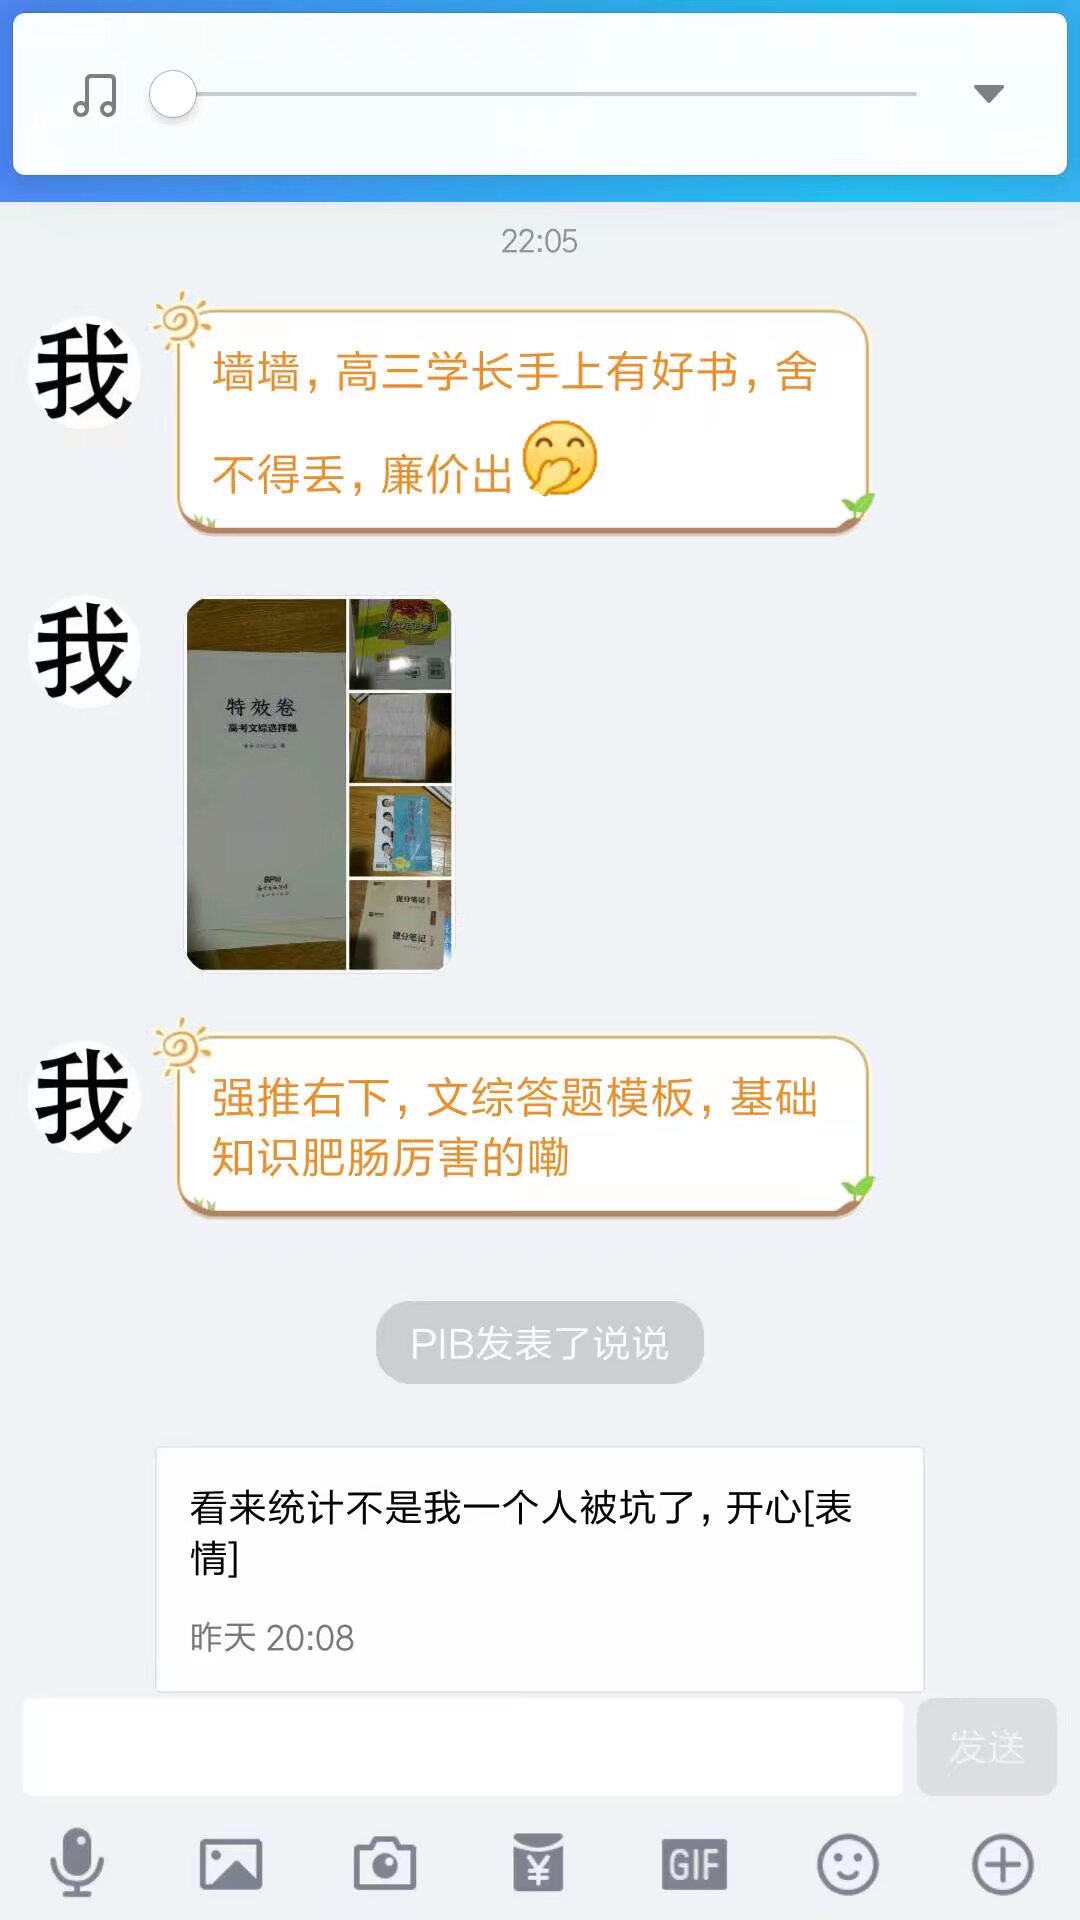 22:05
我
墙墙，高三学长手上有好书，舍
不得丢，廉价出
我
特效卷
高考文综选择题
提分笔记
提分笔记
我
强推右下，文综答题模板，基础
知识肥肠厉害的嘞
PIB发表了说说
看来统计不是我一个人被坑了，开心[表
情]
昨天 20:08
发送
GIF